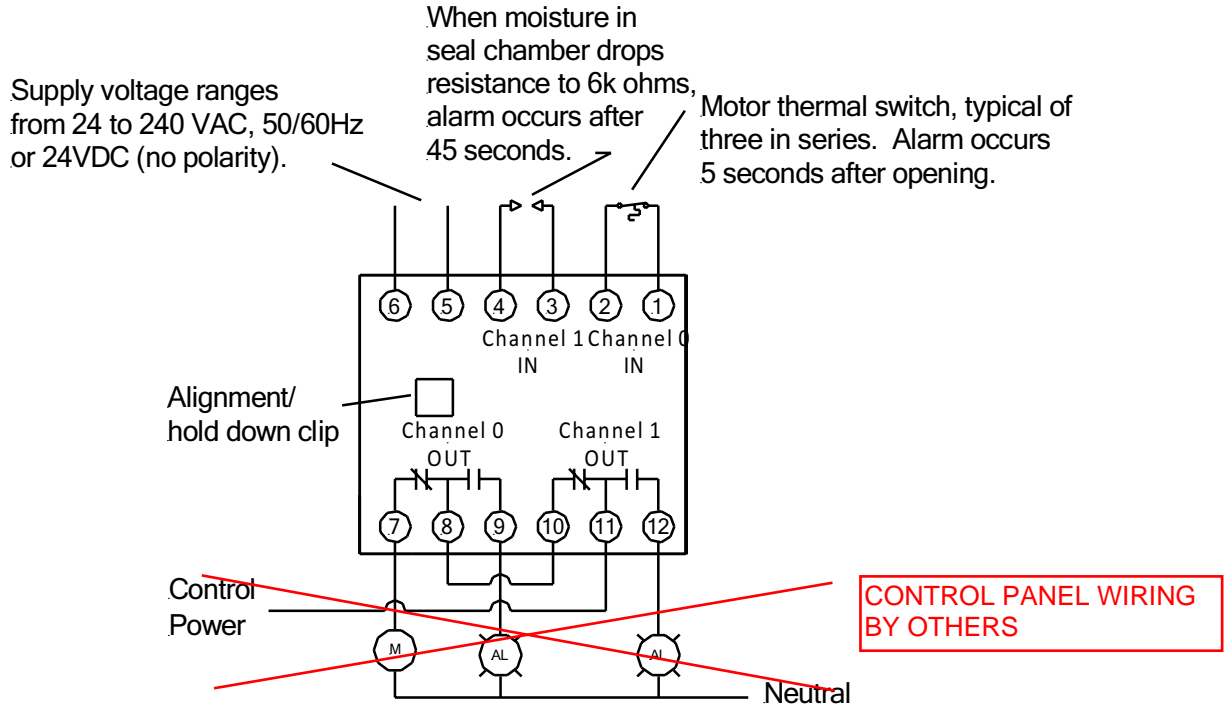 When moisture in
seal chamber drops
resistance to 6k ohms,
alarm occurs after
45 seconds.
Supply voltage ranges
from 24 to 240 VAC, 50/60Hz
or 24VDC (no polarity).
Motor thermal switch, typical of
three in series. Alarm occurs
5 seconds after opening.
6 5 4 3 2 1
Channel 1 Channel 0
IN IN
Alignment/
hold down clip
Channel 0 Channel 1
OUT OUT
7 8 9 10 11 12
Control
Power
CONTROL PANEL WIRING
BY OTHERS
M AL AL
Neutral